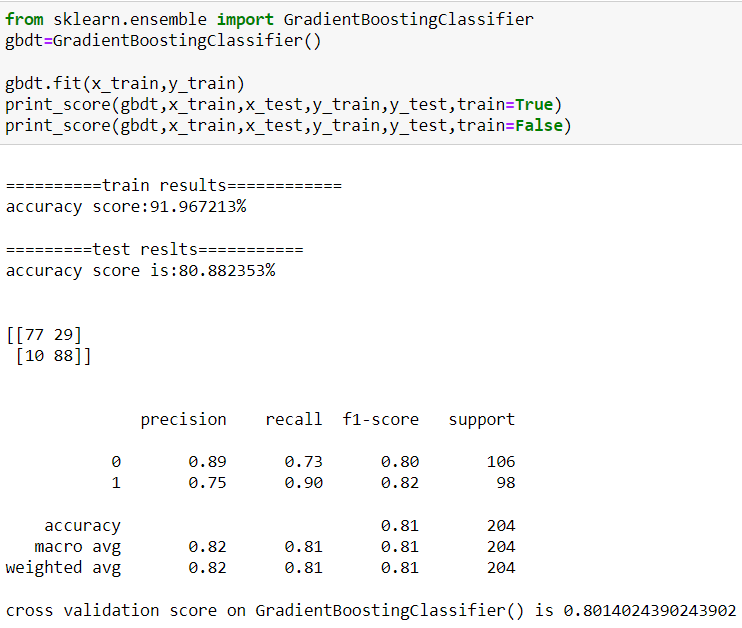 from sklearn.ensemble import GradientBoostingClassifier
gbdt=GradientBoostingClassifier()
gbdt.fit(x_train,y_train)
print_score(gbdt,x_train,x_test,y_train,y_test,train=True)
print_score(gbdt,x_train,x_test,y_train,y_test,train=False)
==========train results============
accuracy score:91.967213%
=========test reslts===========
accuracy score is:80.882353%
[[77 29]
 [10 88]]
              precision    recall  f1-score   support
           0       0.89      0.73      0.80       106
           1       0.75      0.90      0.82        98
    accuracy                           0.81       204
   macro avg       0.82      0.81      0.81       204
weighted avg       0.82      0.81      0.81       204
cross validation score on GradientBoostingClassifier() is 0.8014024390243902